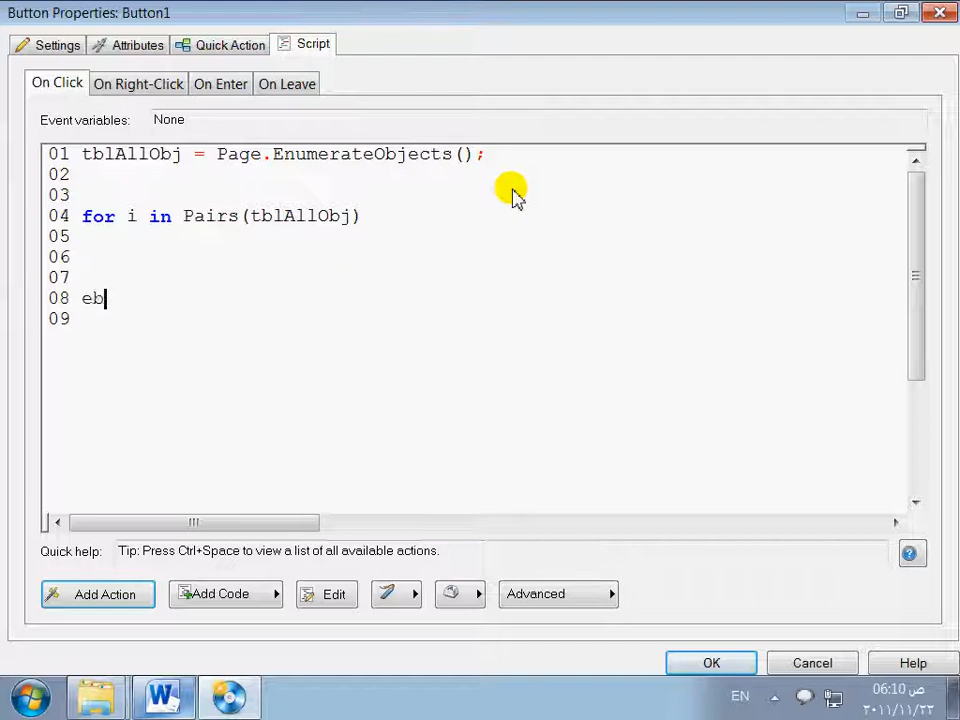 Button Properties: Button1
Settings Attributes Quick Action Script
On Click On Right-Click On Enter On Leave
Event variables: None
01 tblAllObj = Page.EnumerateObjects();
02
03
04 for i in Pairs(tblAllObj)
05
06
07
08 eb
09
Quick help: Tip: Press Ctrl+Space to view a list of all available actions.
Add Action Add Code Edit Advanced
OK Cancel Help
EN 06:10 ص
٢٠١١/١١/٢٢